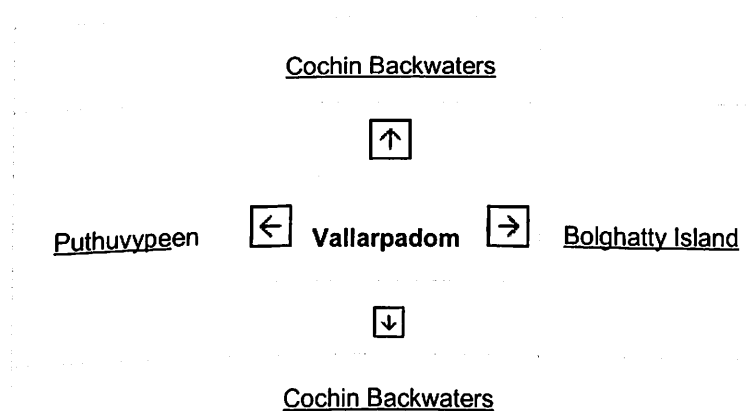 Cochin Backwaters
↑
Puthuvypeen ← Vallarpadom → Bolghatty Island
↓
Cochin Backwaters